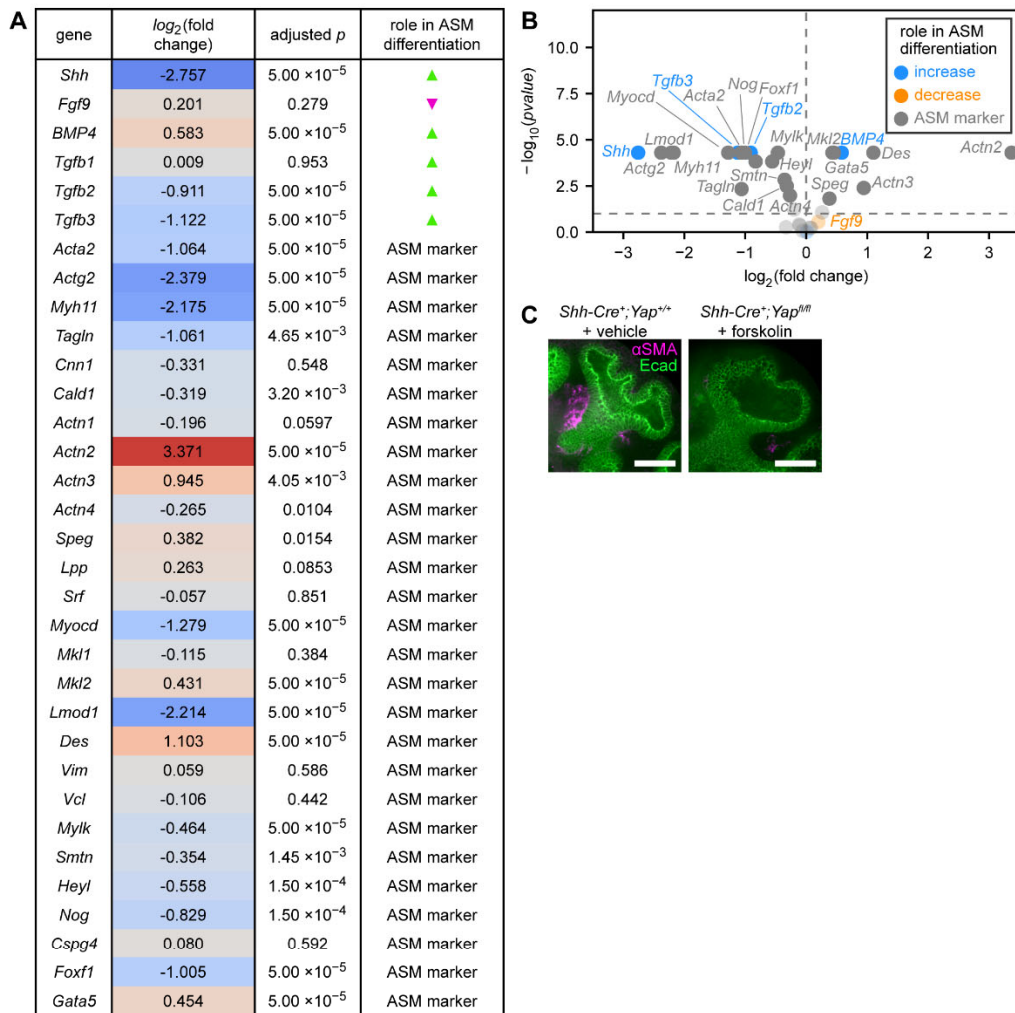 A
gene log2(fold change) adjusted p role in ASM differentiation
Shh -2.757 5.00 ×10−5 ▲
Fgf9 0.201 0.279 ▼
BMP4 0.583 5.00 ×10−5 ▲
Tgfb1 0.009 0.953 ▲
Tgfb2 -0.911 5.00 ×10−5 ▲
Tgfb3 -1.122 5.00 ×10−5 ▲
Acta2 -1.064 5.00 ×10−5 ASM marker
Actg2 -2.379 5.00 ×10−5 ASM marker
Myh11 -2.175 5.00 ×10−5 ASM marker
Tagln -1.061 4.65 ×10−3 ASM marker
Cnn1 -0.331 0.548 ASM marker
Cald1 -0.319 3.20 ×10−3 ASM marker
Actn1 -0.196 0.0597 ASM marker
Actn2 3.371 5.00 ×10−5 ASM marker
Actn3 0.945 4.05 ×10−3 ASM marker
Actn4 -0.265 0.0104 ASM marker
Speg 0.382 0.0154 ASM marker
Lpp 0.263 0.0853 ASM marker
Srf -0.057 0.851 ASM marker
Myocd -1.279 5.00 ×10−5 ASM marker
Mkl1 -0.115 0.384 ASM marker
Mkl2 0.431 5.00 ×10−5 ASM marker
Lmod1 -2.214 5.00 ×10−5 ASM marker
Des 1.103 5.00 ×10−5 ASM marker
Vim 0.059 0.586 ASM marker
Vcl -0.106 0.442 ASM marker
Mylk -0.464 5.00 ×10−5 ASM marker
Smtn -0.354 1.45 ×10−3 ASM marker
Heyl -0.558 1.50 ×10−4 ASM marker
Nog -0.829 1.50 ×10−4 ASM marker
Cspg4 0.080 0.592 ASM marker
Foxf1 -1.005 5.00 ×10−5 ASM marker
Gata5 0.454 5.00 ×10−5 ASM marker
B
− log10(pvalue)
10.0
7.5
5.0
2.5
0.0
−3 −2 −1 0 1 2 3
log2(fold change)
role in ASM
differentiation
increase
decrease
ASM marker
Nog Foxf1
Tgfb3 Acta2
Myocd Tgfb2
Lmod1 Mylk Mkl2 BMP4
Shh Des Actn2
Actg2 Myh11 Heyl Gata5
Smtn Actn3
Tagln Speg
Cald1 Actn4
Fgf9
C
Shh-Cre+;Yap+/+
+ vehicle
Shh-Cre+;Yapfl/fl
+ forskolin
αSMA
Ecad